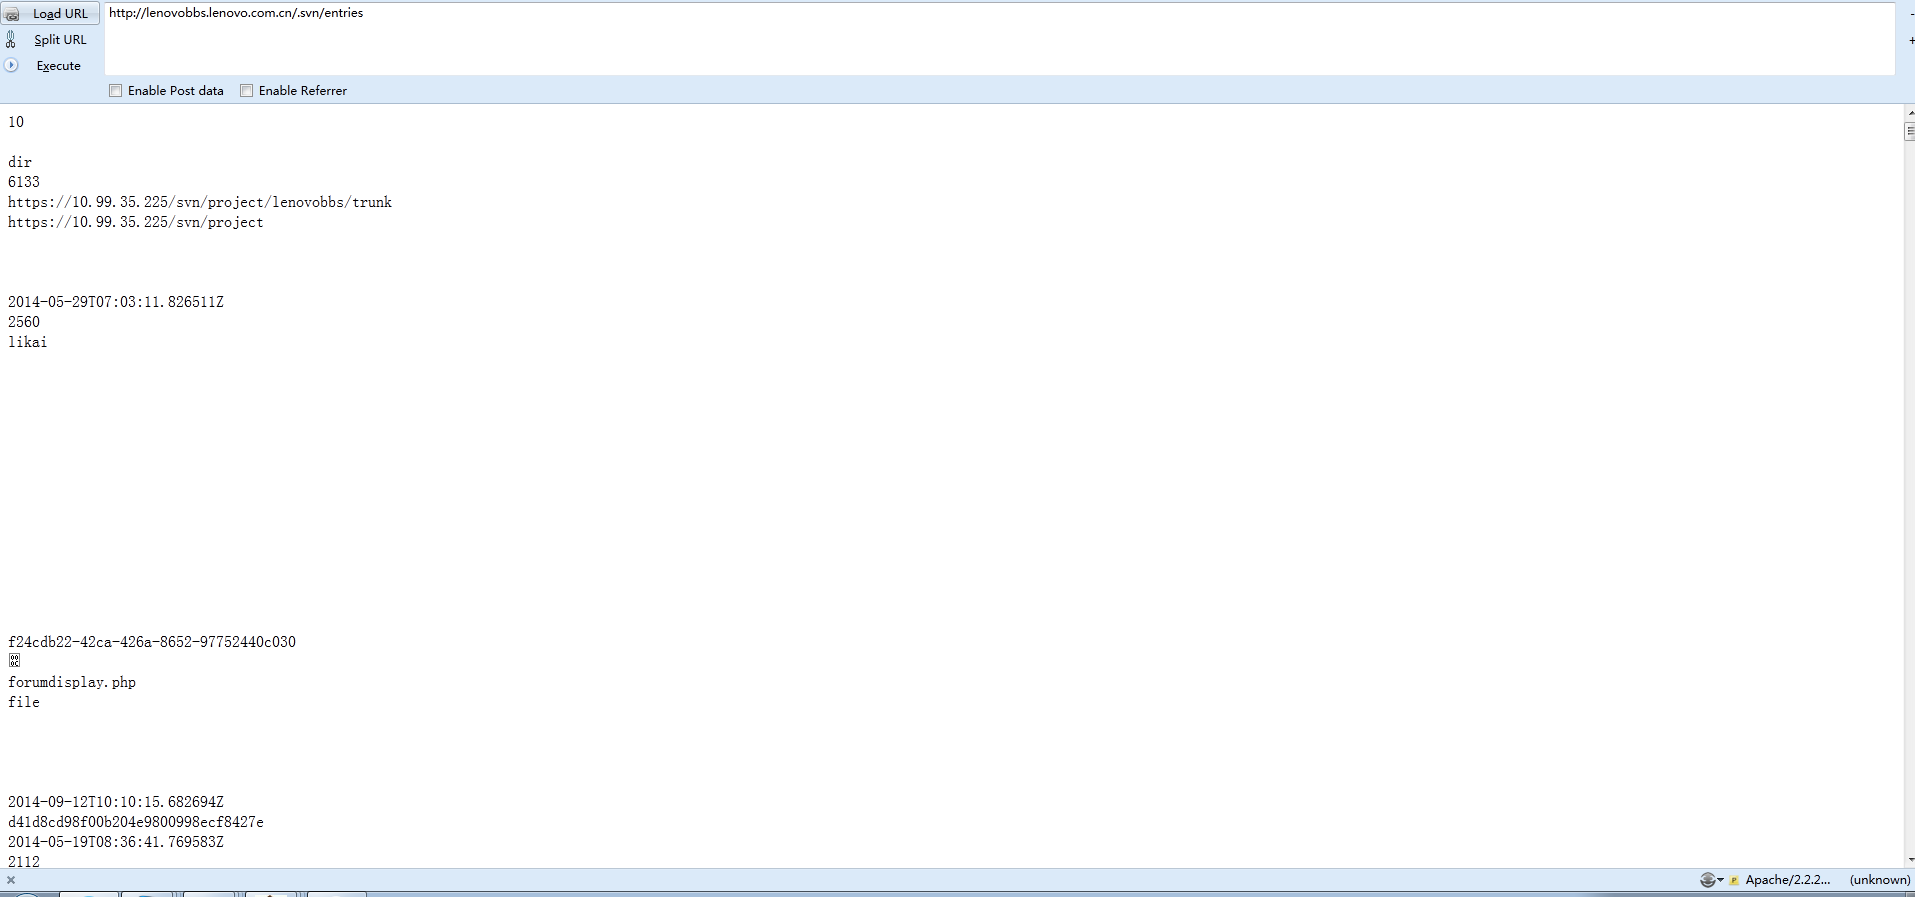 Load URL
http://lenovobbs.lenovo.com.cn/.svn/entries
Split URL
Execute
Enable Post data
Enable Referrer
10
dir
6133
https://10.99.35.225/svn/project/lenovobbs/trunk
https://10.99.35.225/svn/project
2014-05-29T07:03:11.826511Z
2560
likai
f24cdb22-42ca-426a-8652-97752440c030
forumdisplay.php
file
2014-09-12T10:10:15.682694Z
d41d8cd98f00b204e9800998ecf8427e
2014-05-19T08:36:41.769583Z
2112
Apache/2.2.2...
(unknown)